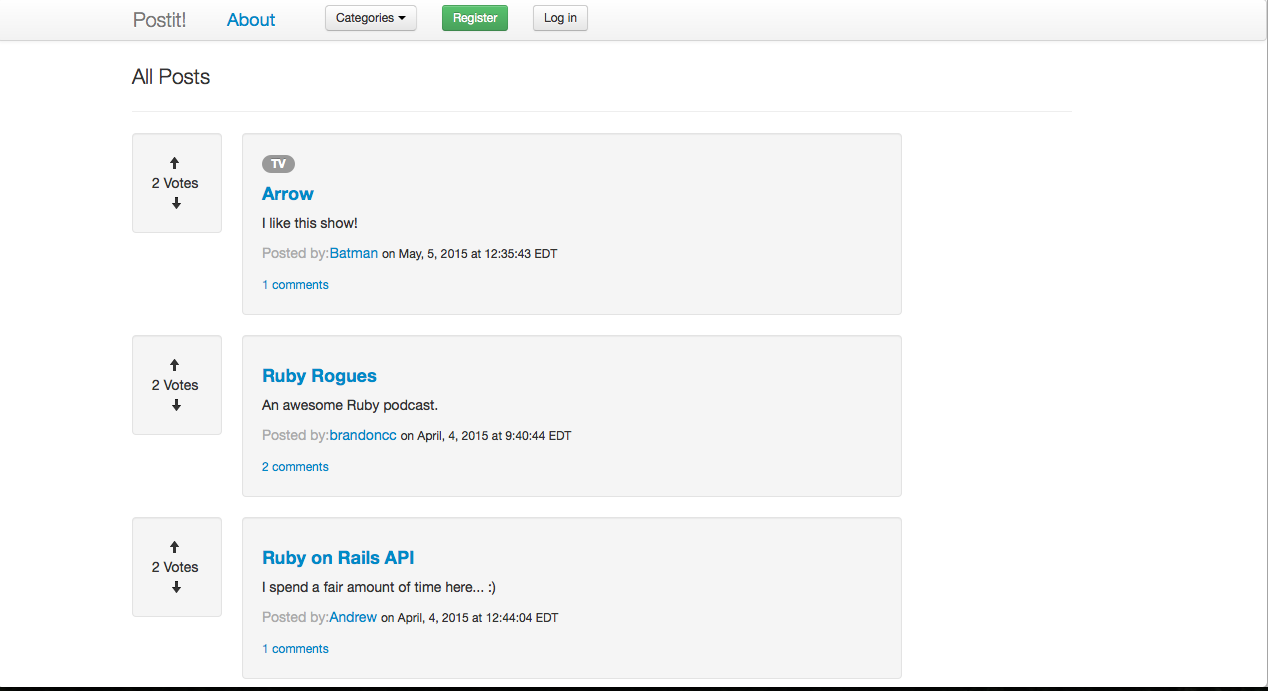 Postit! About Categories Register Log in
All Posts
TV
2 Votes
Arrow
I like this show!
Posted by:Batman on May, 5, 2015 at 12:35:43 EDT
1 comments
2 Votes
Ruby Rogues
An awesome Ruby podcast.
Posted by:brandoncc on April, 4, 2015 at 9:40:44 EDT
2 comments
2 Votes
Ruby on Rails API
I spend a fair amount of time here... :)
Posted by:Andrew on April, 4, 2015 at 12:44:04 EDT
1 comments